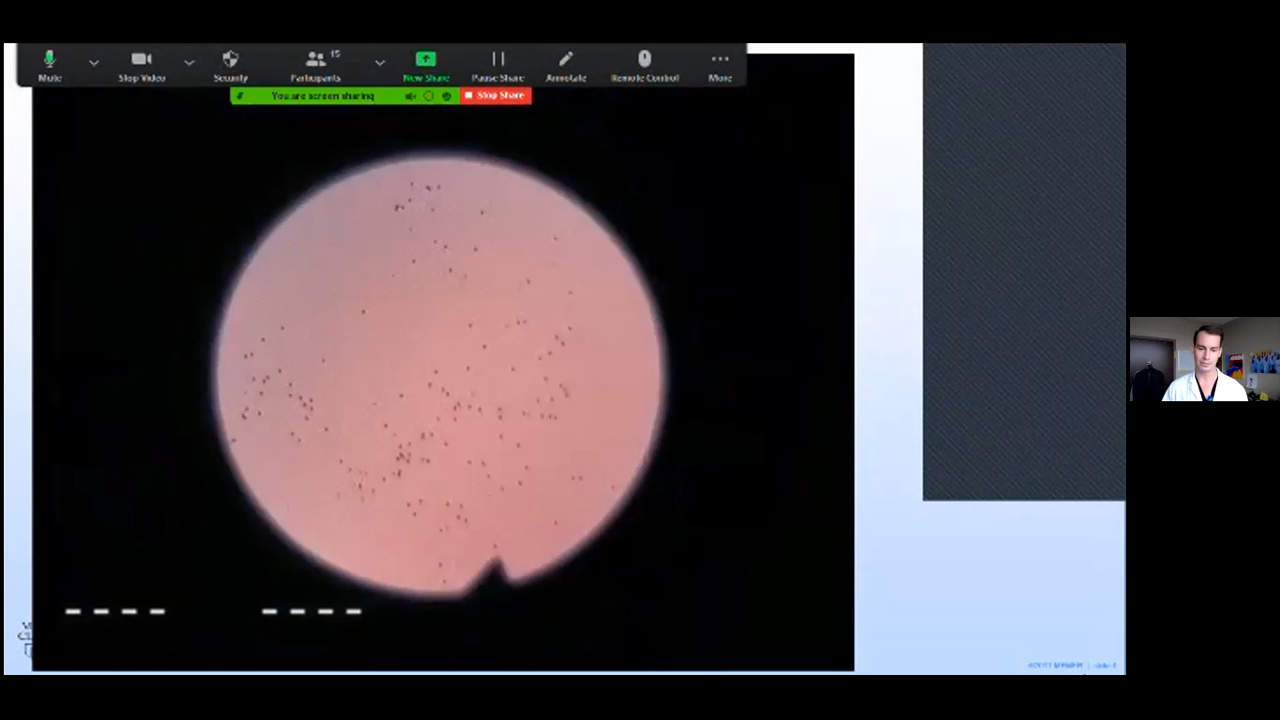 15
Mute
Stop Video
Security
Participants
New Share
Pause Share
Annotate
Remote Control
More
You are screen sharing
Stop Share